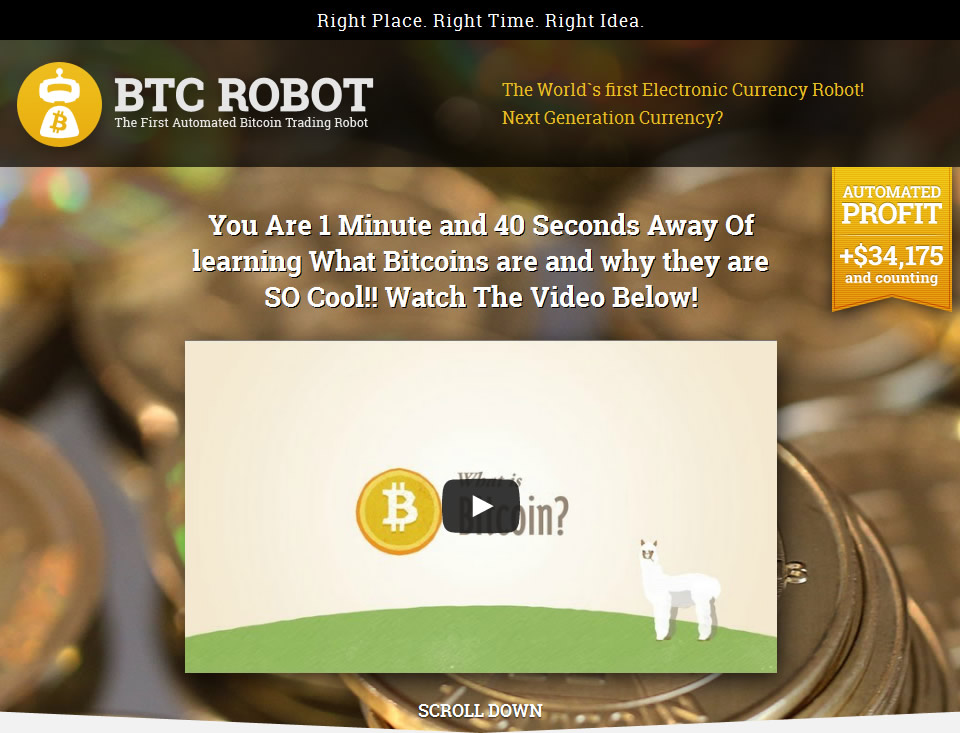 Right Place. Right Time. Right Idea.
BTC ROBOT
The First Automated Bitcoin Trading Robot
The World`s first Electronic Currency Robot!
Next Generation Currency?
AUTOMATED
PROFIT
+$34,175
and counting
You Are 1 Minute and 40 Seconds Away Of
learning What Bitcoins are and why they are
SO Cool!! Watch The Video Below!
What is
Bitcoin?
SCROLL DOWN